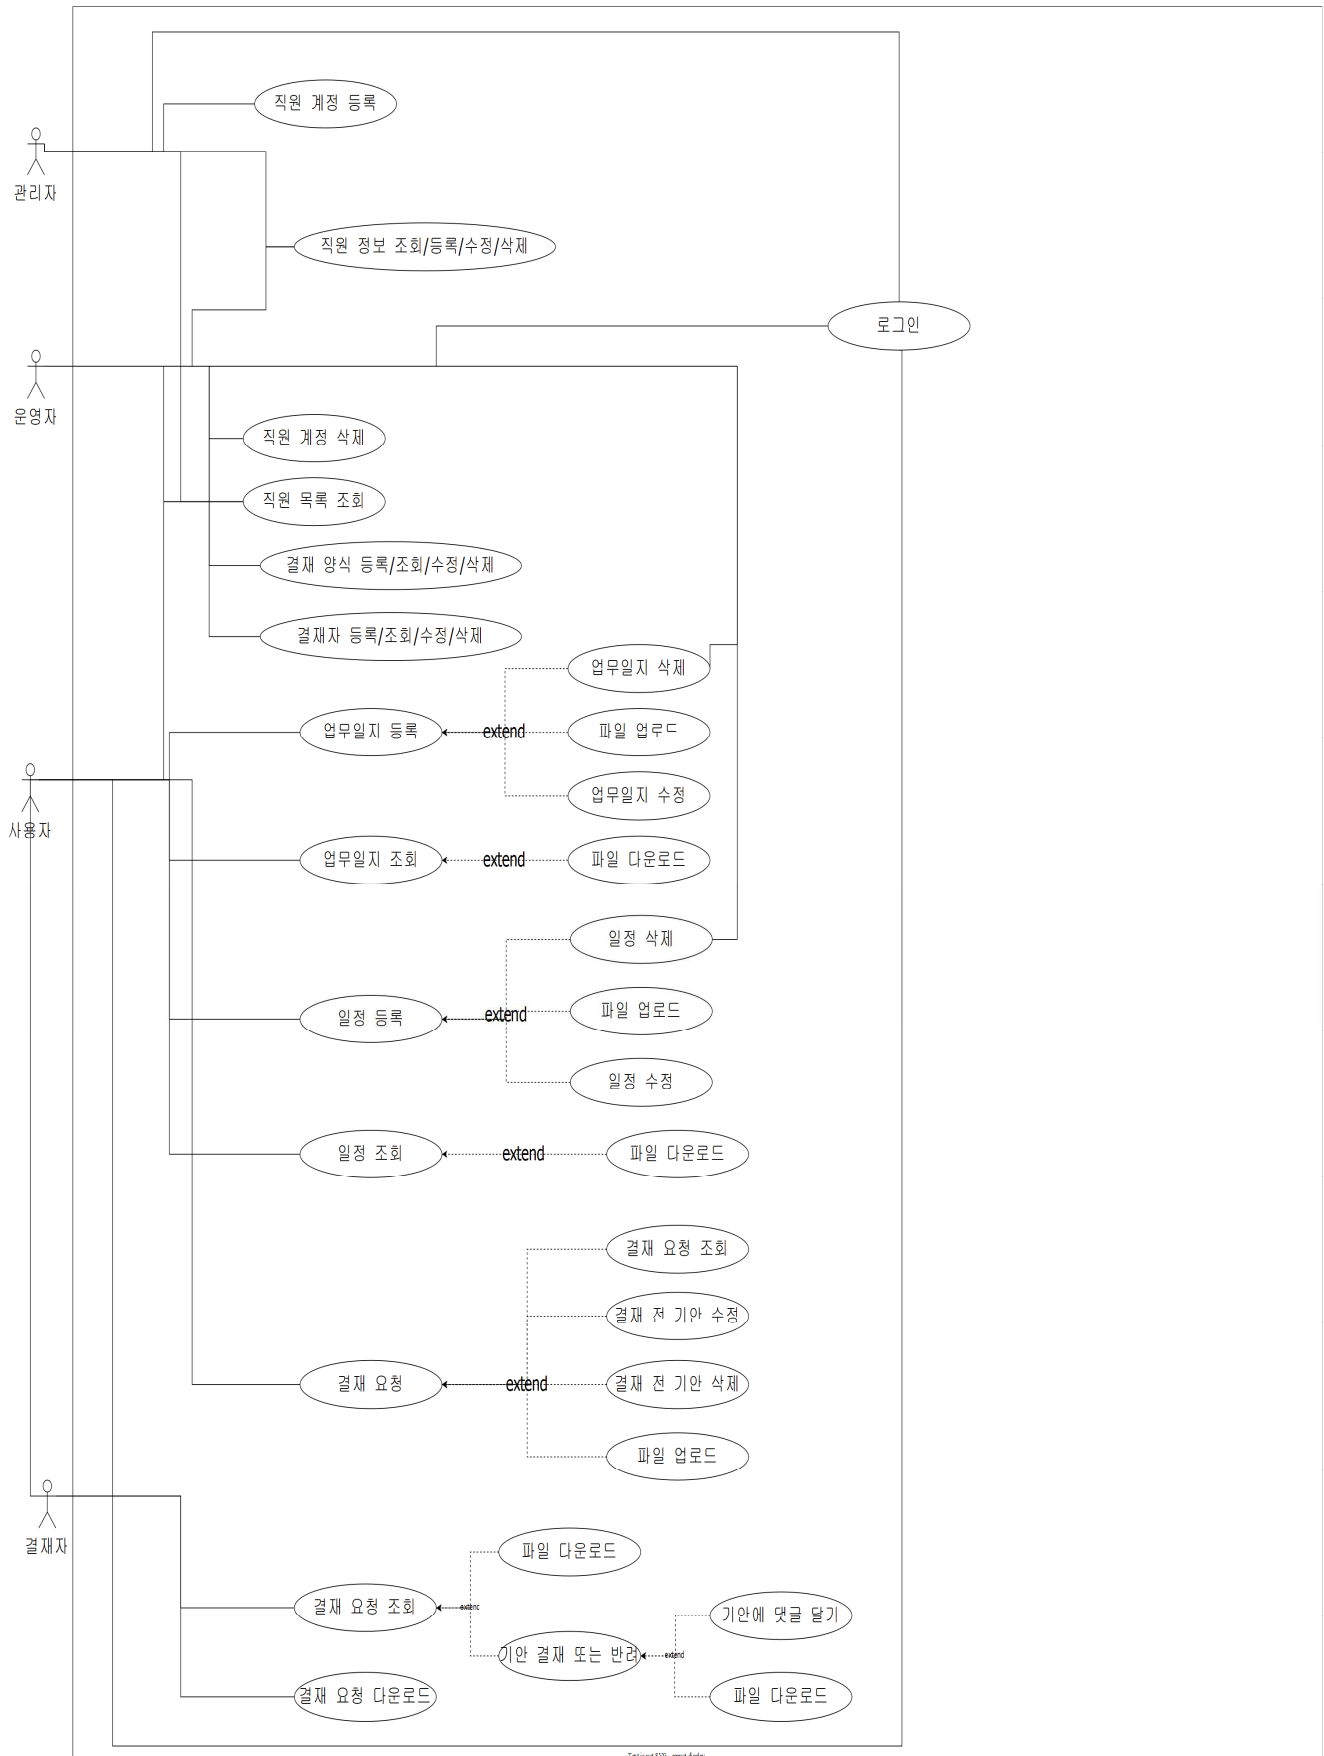 직원 계정 등록
관리자
직원 정보 조회/등록/수정/삭제
로그인
운영자
직원 계정 삭제
직원 목록 조회
결재 양식 등록/조회/수정/삭제
결재자 등록/조회/수정/삭제
업무일지 삭제
업무일지 등록
extend
파일 업로드
업무일지 수정
사용자
업무일지 조회
extend
파일 다운로드
일정 삭제
일정 등록
extend
파일 업로드
일정 수정
일정 조회
extend
파일 다운로드
결재 요청 조회
결재 전 기안 수정
결재 요청
extend
결재 전 기안 삭제
파일 업로드
결재자
파일 다운로드
결재 요청 조회
extend
기안에 댓글 달기
기안 결재 또는 반려
extend
결재 요청 다운로드
파일 다운로드